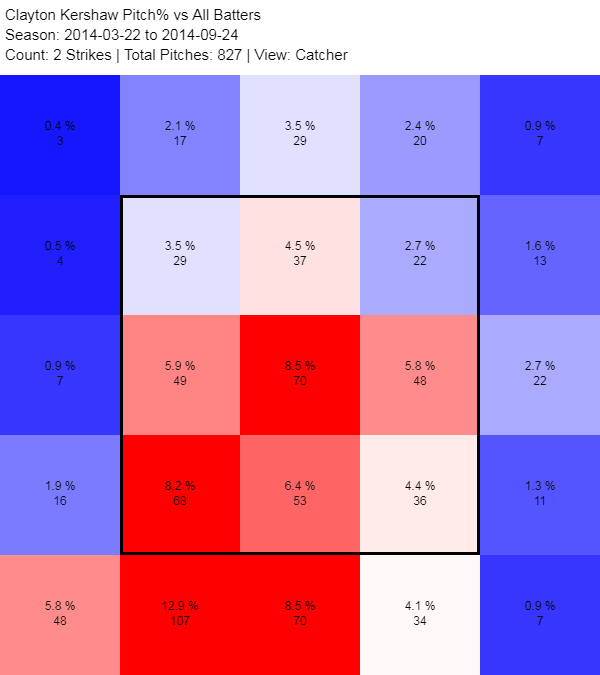 Clayton Kershaw Pitch% vs All Batters
Season: 2014-03-22 to 2014-09-24
Count: 2 Strikes | Total Pitches: 827 | View: Catcher
0.4 % 2.1 % 3.5 % 2.4 % 0.9 %
3 17 29 20 7
0.5 % 3.5 % 4.5 % 2.7 % 1.6 %
4 29 37 22 13
0.9 % 5.9 % 8.5 % 5.8 % 2.7 %
7 49 70 48 22
1.9 % 8.2 % 6.4 % 4.4 % 1.3 %
16 68 53 36 11
5.8 % 12.9 % 8.5 % 4.1 % 0.9 %
48 107 70 34 7